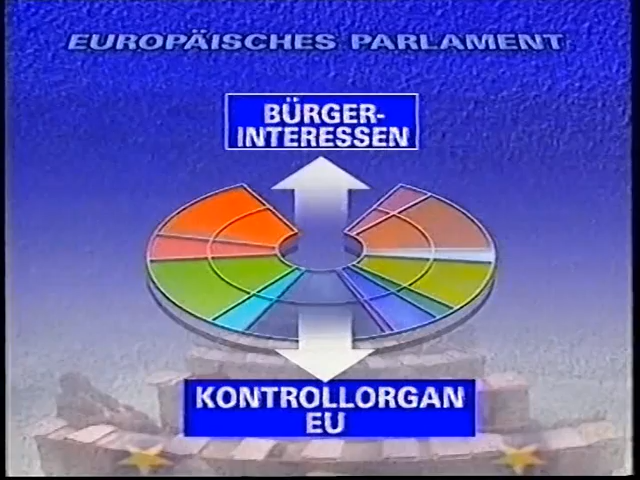 EUROPÄISCHES PARLAMENT
BÜRGER-
INTERESSEN
KONTROLLORGAN
EU